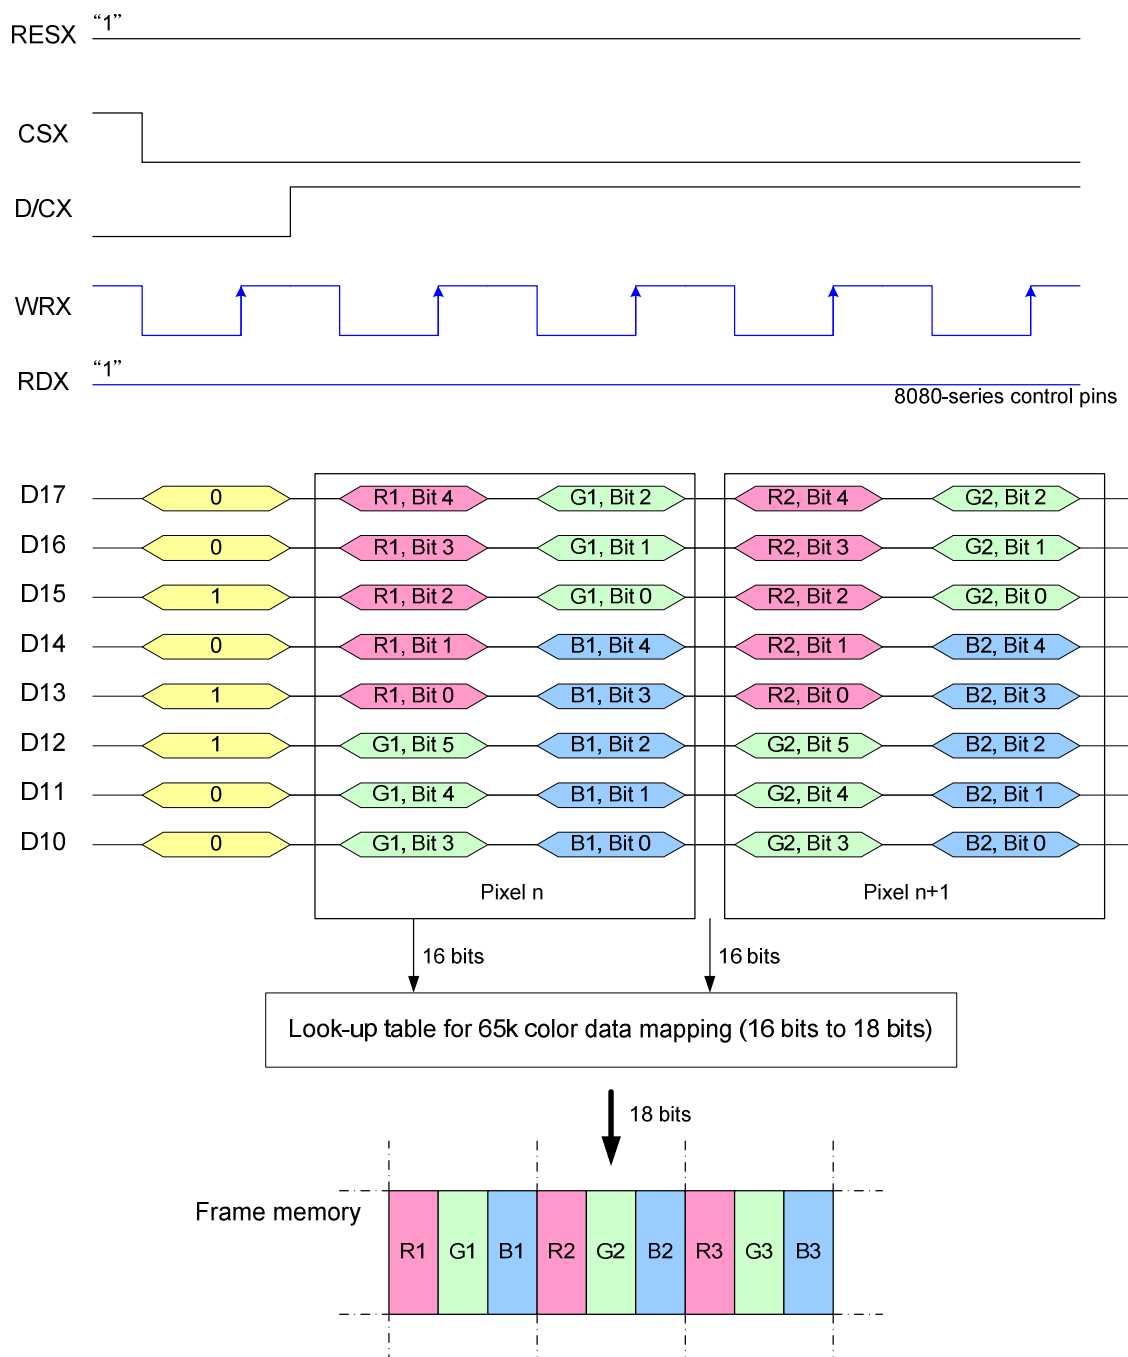 RESX “1”
CSX
D/CX
WRX
RDX “1”
8080-series control pins
D17 0 R1, Bit 4 G1, Bit 2 R2, Bit 4 G2, Bit 2
D16 0 R1, Bit 3 G1, Bit 1 R2, Bit 3 G2, Bit 1
D15 1 R1, Bit 2 G1, Bit 0 R2, Bit 2 G2, Bit 0
D14 0 R1, Bit 1 B1, Bit 4 R2, Bit 1 B2, Bit 4
D13 1 R1, Bit 0 B1, Bit 3 R2, Bit 0 B2, Bit 3
D12 1 G1, Bit 5 B1, Bit 2 G2, Bit 5 B2, Bit 2
D11 0 G1, Bit 4 B1, Bit 1 G2, Bit 4 B2, Bit 1
D10 0 G1, Bit 3 B1, Bit 0 G2, Bit 3 B2, Bit 0
Pixel n Pixel n+1
16 bits 16 bits
Look-up table for 65k color data mapping (16 bits to 18 bits)
18 bits
Frame memory
R1 G1 B1 R2 G2 B2 R3 G3 B3